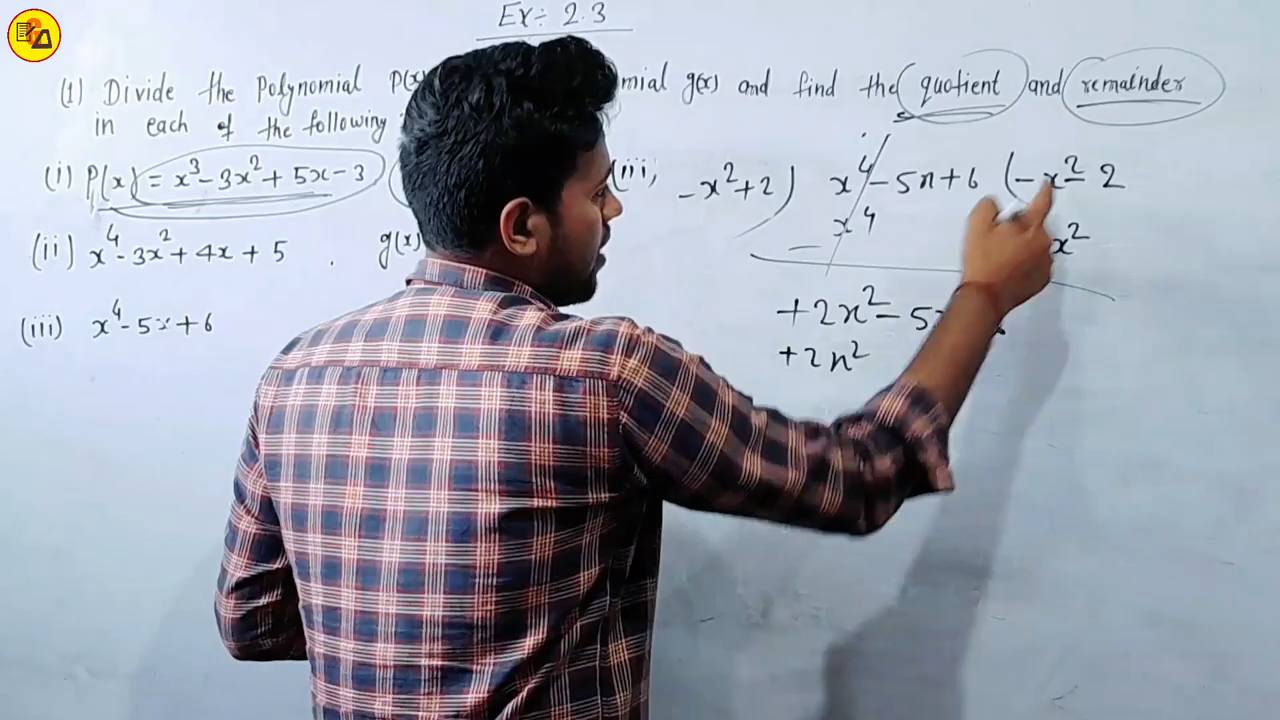 Ex÷ 2.3
(1) Divide the Polynomial P(x) mial g(x) and find the quotient and remainder
in each of the following
(i) P(x) = x³ - 3x² + 5x - 3
(ii) x⁴ - 3x² + 4x + 5 , g(x)
(iii) x⁴ - 5x + 6
(iii, -x² + 2 ) x⁴ - 5x + 6 ( - x² - 2
x⁴
x²
+2x² - 5x
+2x²